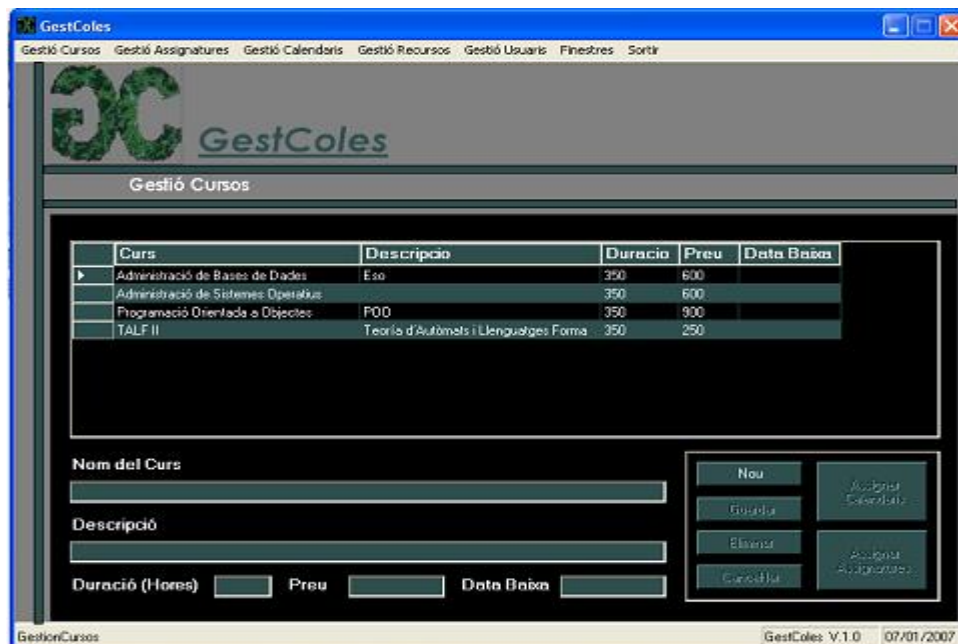 GestColes
Gestió Cursos Gestió Assignatures Gestió Calendaris Gestió Recursos Gestió Usuaris Finestres Sortir
GC
GestColes
Gestió Cursos
Curs Descripcio Duracio Preu Data Baixa
Administració de Bases de Dades Eso 350 600
Administració de Sistemes Operatius 350 600
Programació Orientada a Objectes POO 350 900
TALF II Teoría d'Autòmats i Llenguatges Forma 350 250
Nom del Curs
Descripció
Duració (Hores) Preu Data Baixa
Nou
Guardar
Eliminar
Cancel·lar
Assignar
Calendaris
Assignar
Assignatures
GestionCursos GestColes V.1.0 07/01/2007